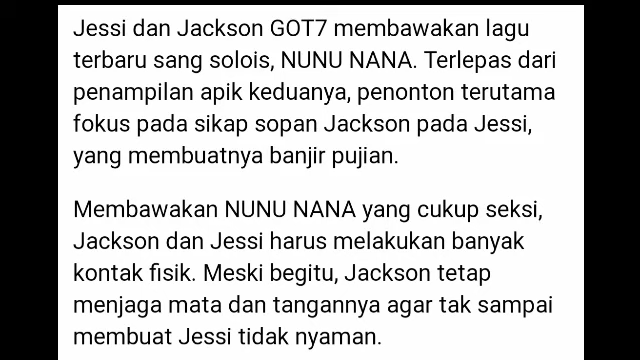 Jessi dan Jackson GOT7 membawakan lagu
terbaru sang solois, NUNU NANA. Terlepas dari
penampilan apik keduanya, penonton terutama
fokus pada sikap sopan Jackson pada Jessi,
yang membuatnya banjir pujian.
Membawakan NUNU NANA yang cukup seksi,
Jackson dan Jessi harus melakukan banyak
kontak fisik. Meski begitu, Jackson tetap
menjaga mata dan tangannya agar tak sampai
membuat Jessi tidak nyaman.